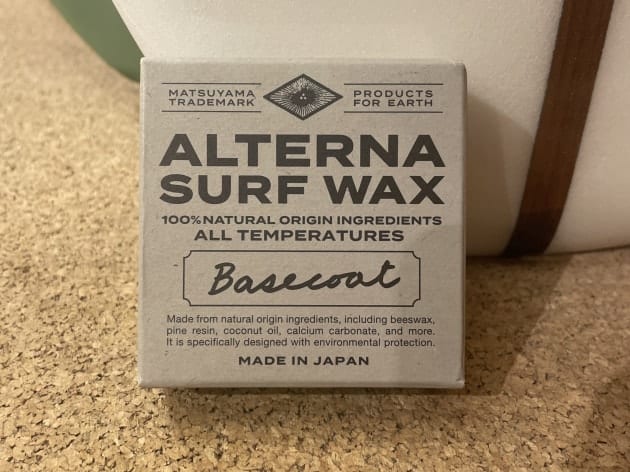 MATSUYAMA PRODUCTS
TRADEMARK FOR EARTH
ALTERNA
SURF WAX
100% NATURAL ORIGIN INGREDIENTS
ALL TEMPERATURES
Basecoat
Made from natural origin ingredients, including beeswax,
pine resin, coconut oil, calcium carbonate, and more.
It is specifically designed with environmental protection.
MADE IN JAPAN